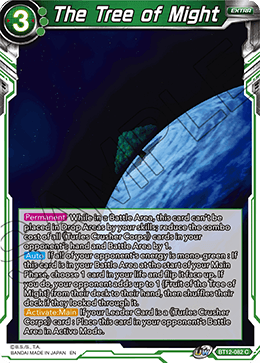 3
The Tree of Might
EXTRA
Permanent While in a Battle Area, this card can't be
placed in Drop Areas by your skills; reduce the combo
cost of all 《Turles Crusher Corps》 cards in your
opponent's hand and Battle Area by 1.
Auto If all of your opponent's energy is mono-green : If
this card is in your Battle Area at the start of your Main
Phase, choose 1 card in your life and flip it face up. If
you do, your opponent adds up to 1 {Fruit of the Tree of
Might} from their deck to their hand, then shuffles their
deck if they looked through it.
Activate:Main If your Leader Card is a 《Turles Crusher
Corps》 card : Place this card in your opponent's Battle
Area in Active Mode.
©B.S./S., T.A.
BANDAI MADE IN JAPAN EN
BT12-082 C